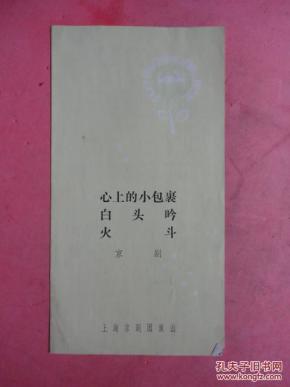 心上的小包裹
白头吟
火斗
京剧
上海京剧团演出
孔夫子旧书网